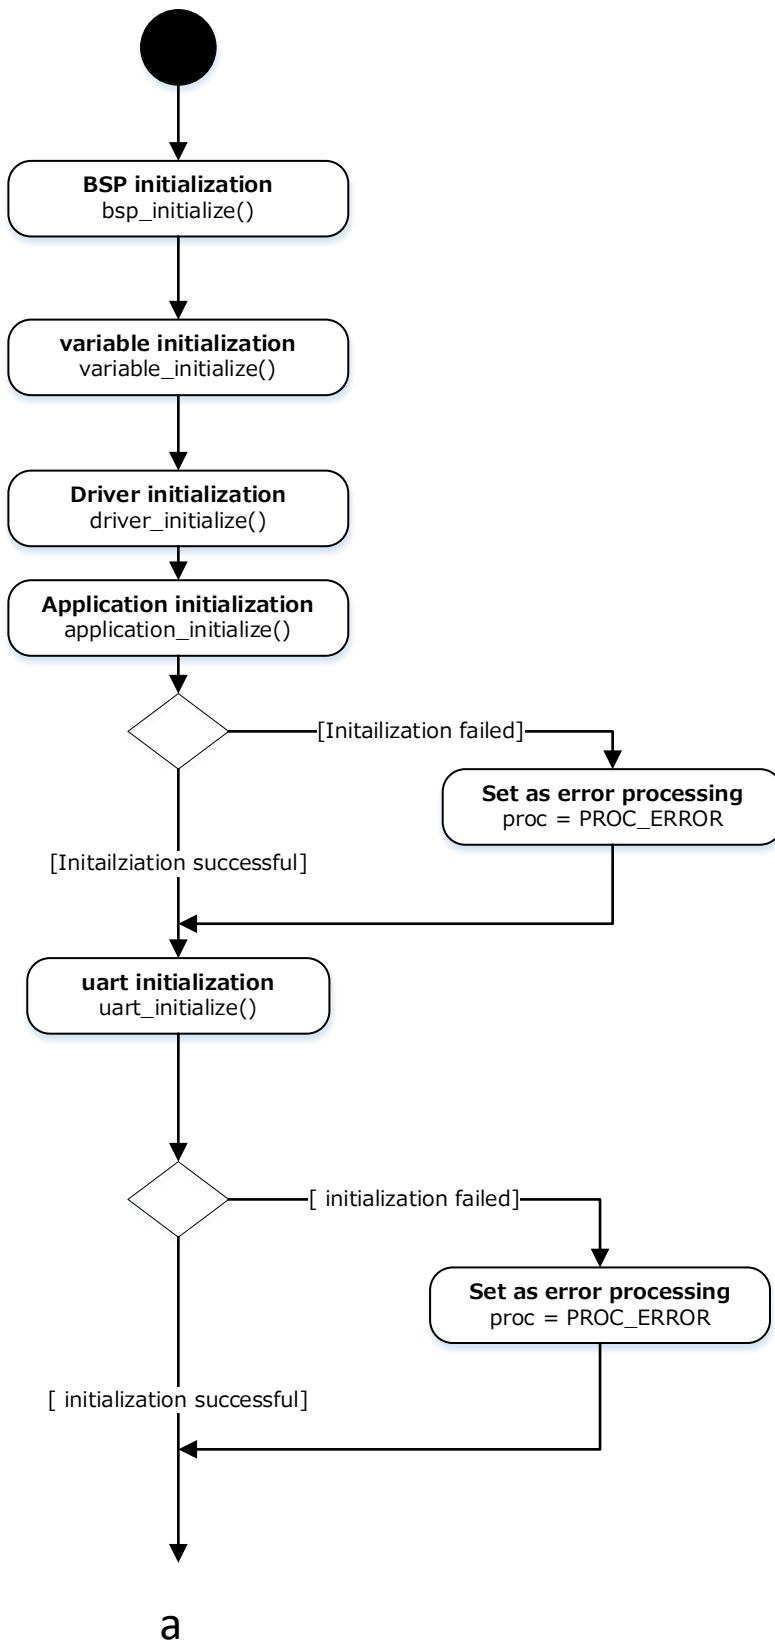 BSP initialization
bsp_initialize()
variable initialization
variable_initialize()
Driver initialization
driver_initialize()
Application initialization
application_initialize()
[Initailization failed]
Set as error processing
proc = PROC_ERROR
[Initailziation successful]
uart initialization
uart_initialize()
[ initialization failed]
Set as error processing
proc = PROC_ERROR
[ initialization successful]
a